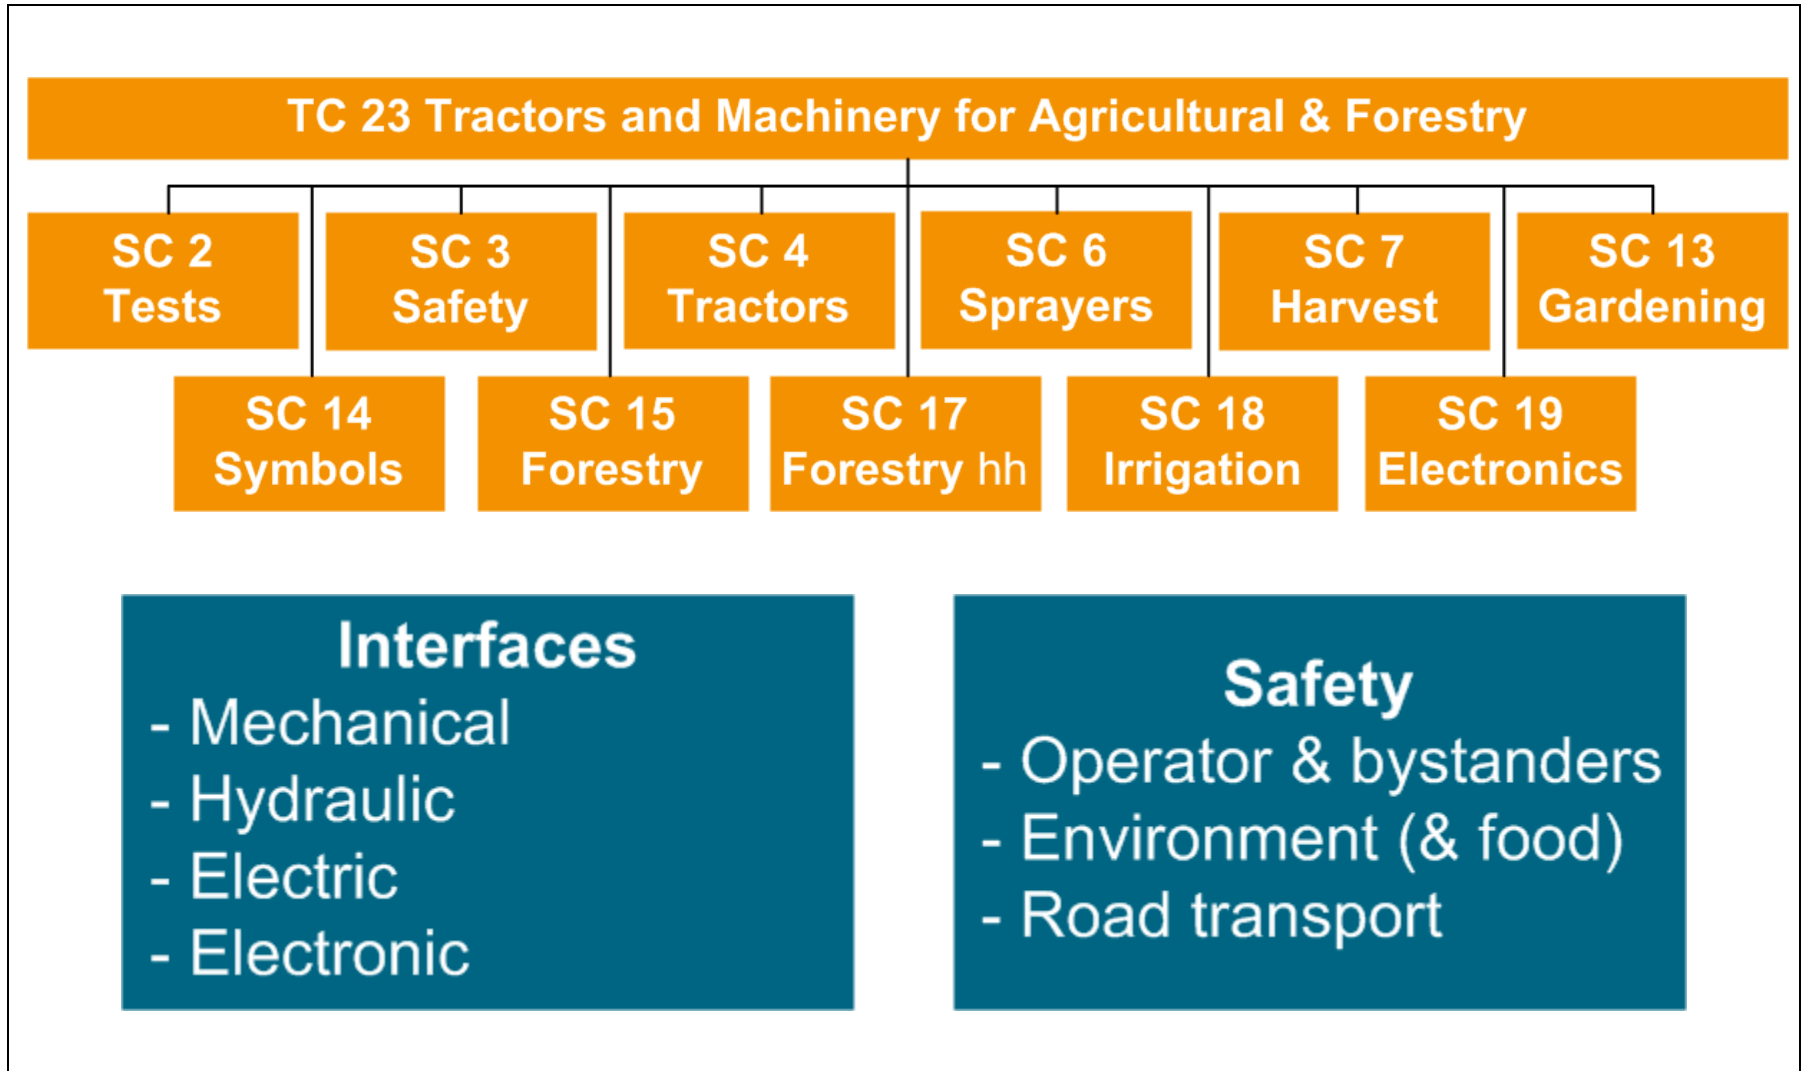 TC 23 Tractors and Machinery for Agricultural & Forestry
SC 2
Tests
SC 3
Safety
SC 4
Tractors
SC 6
Sprayers
SC 7
Harvest
SC 13
Gardening
SC 14
Symbols
SC 15
Forestry
SC 17
Forestry hh
SC 18
Irrigation
SC 19
Electronics
Interfaces
- Mechanical
- Hydraulic
- Electric
- Electronic
Safety
- Operator & bystanders
- Environment (& food)
- Road transport